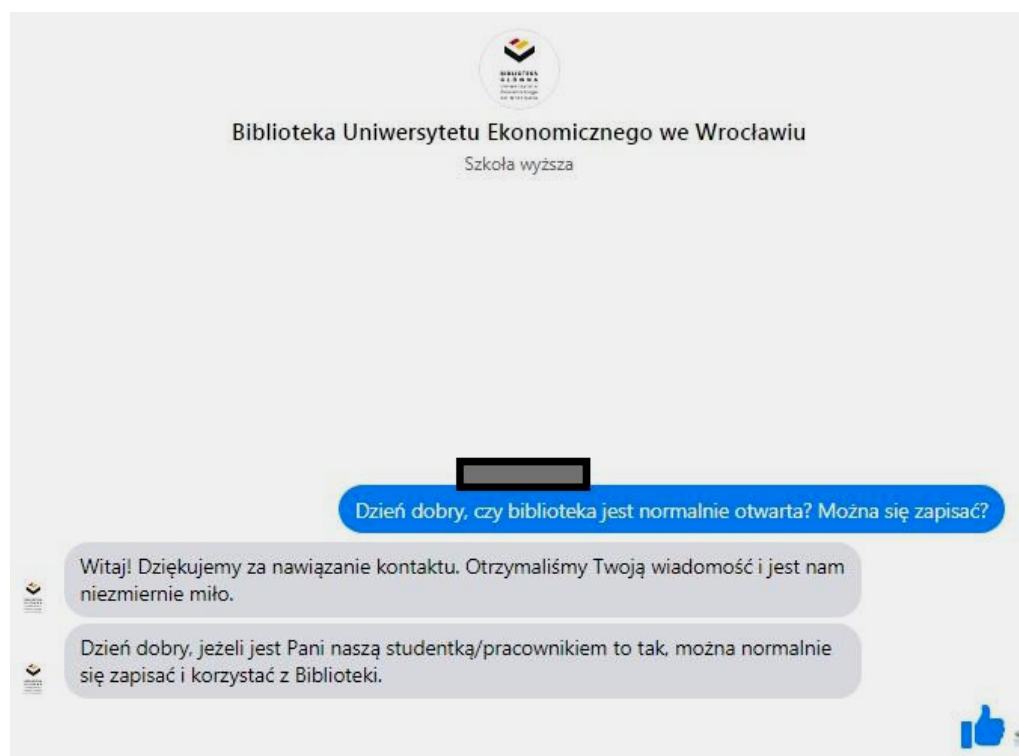 BIBLIOTEKA
GŁÓWNA
Biblioteka Uniwersytetu Ekonomicznego we Wrocławiu
Szkoła wyższa
Dzień dobry, czy biblioteka jest normalnie otwarta? Można się zapisać?
Witaj! Dziękujemy za nawiązanie kontaktu. Otrzymaliśmy Twoją wiadomość i jest nam
niezmiernie miło.
Dzień dobry, jeżeli jest Pani naszą studentką/pracownikiem to tak, można normalnie
się zapisać i korzystać z Biblioteki.